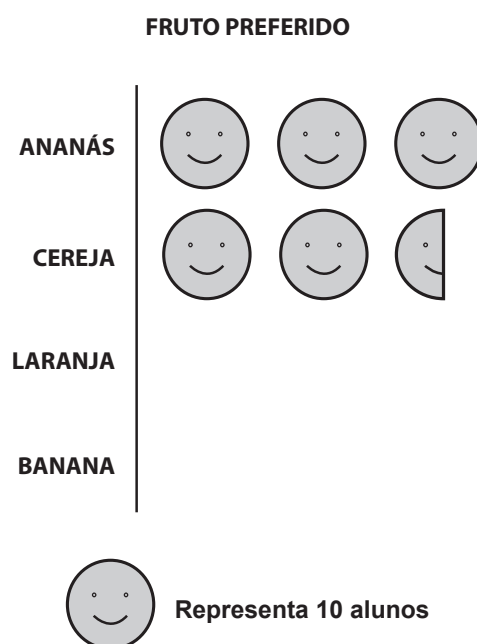 FRUTO PREFERIDO
ANANÁS
CEREJA
LARANJA
BANANA
Representa 10 alunos